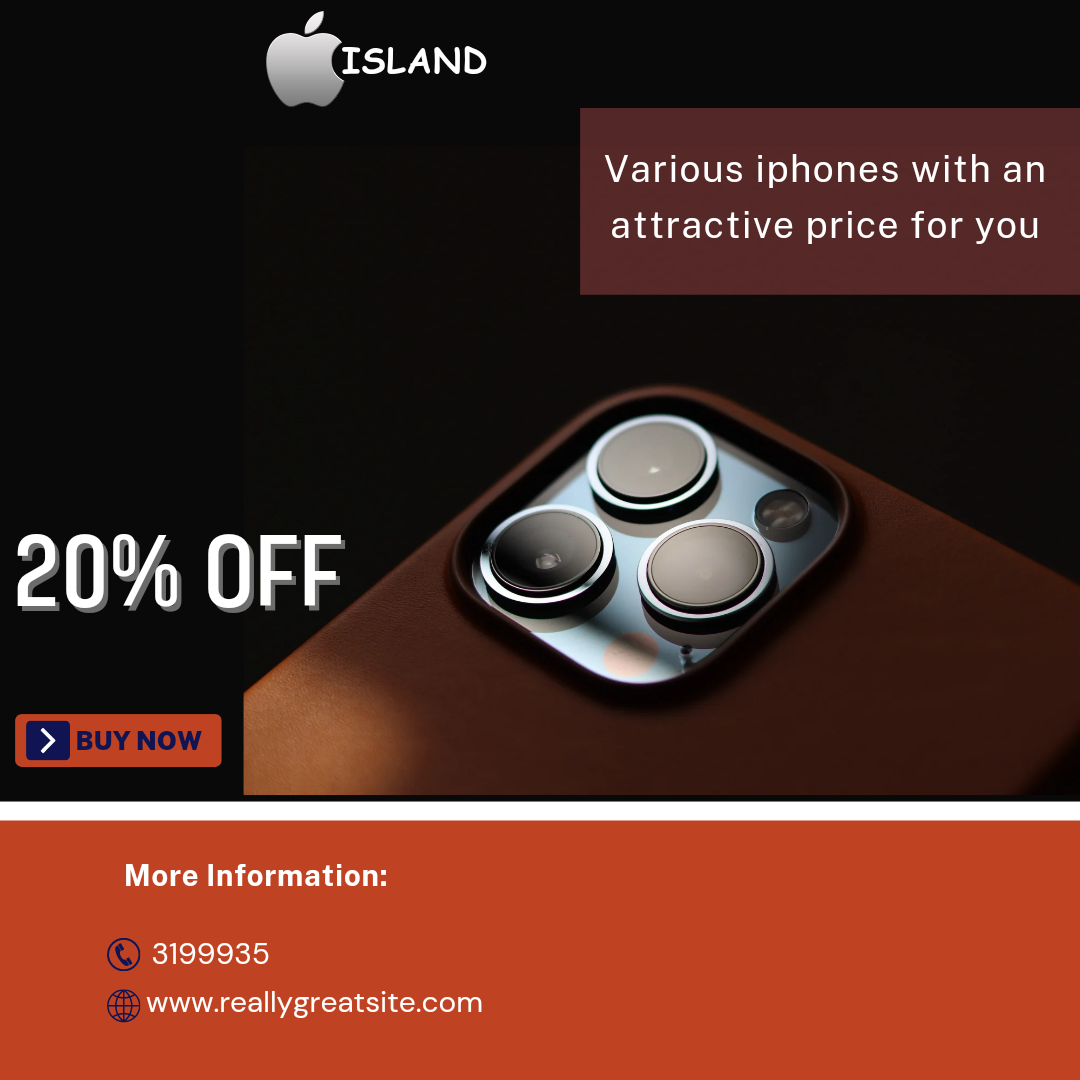 ISLAND
Various iphones with an
attractive price for you
20% OFF
BUY NOW
More Information:
3199935
www.reallygreatsite.com